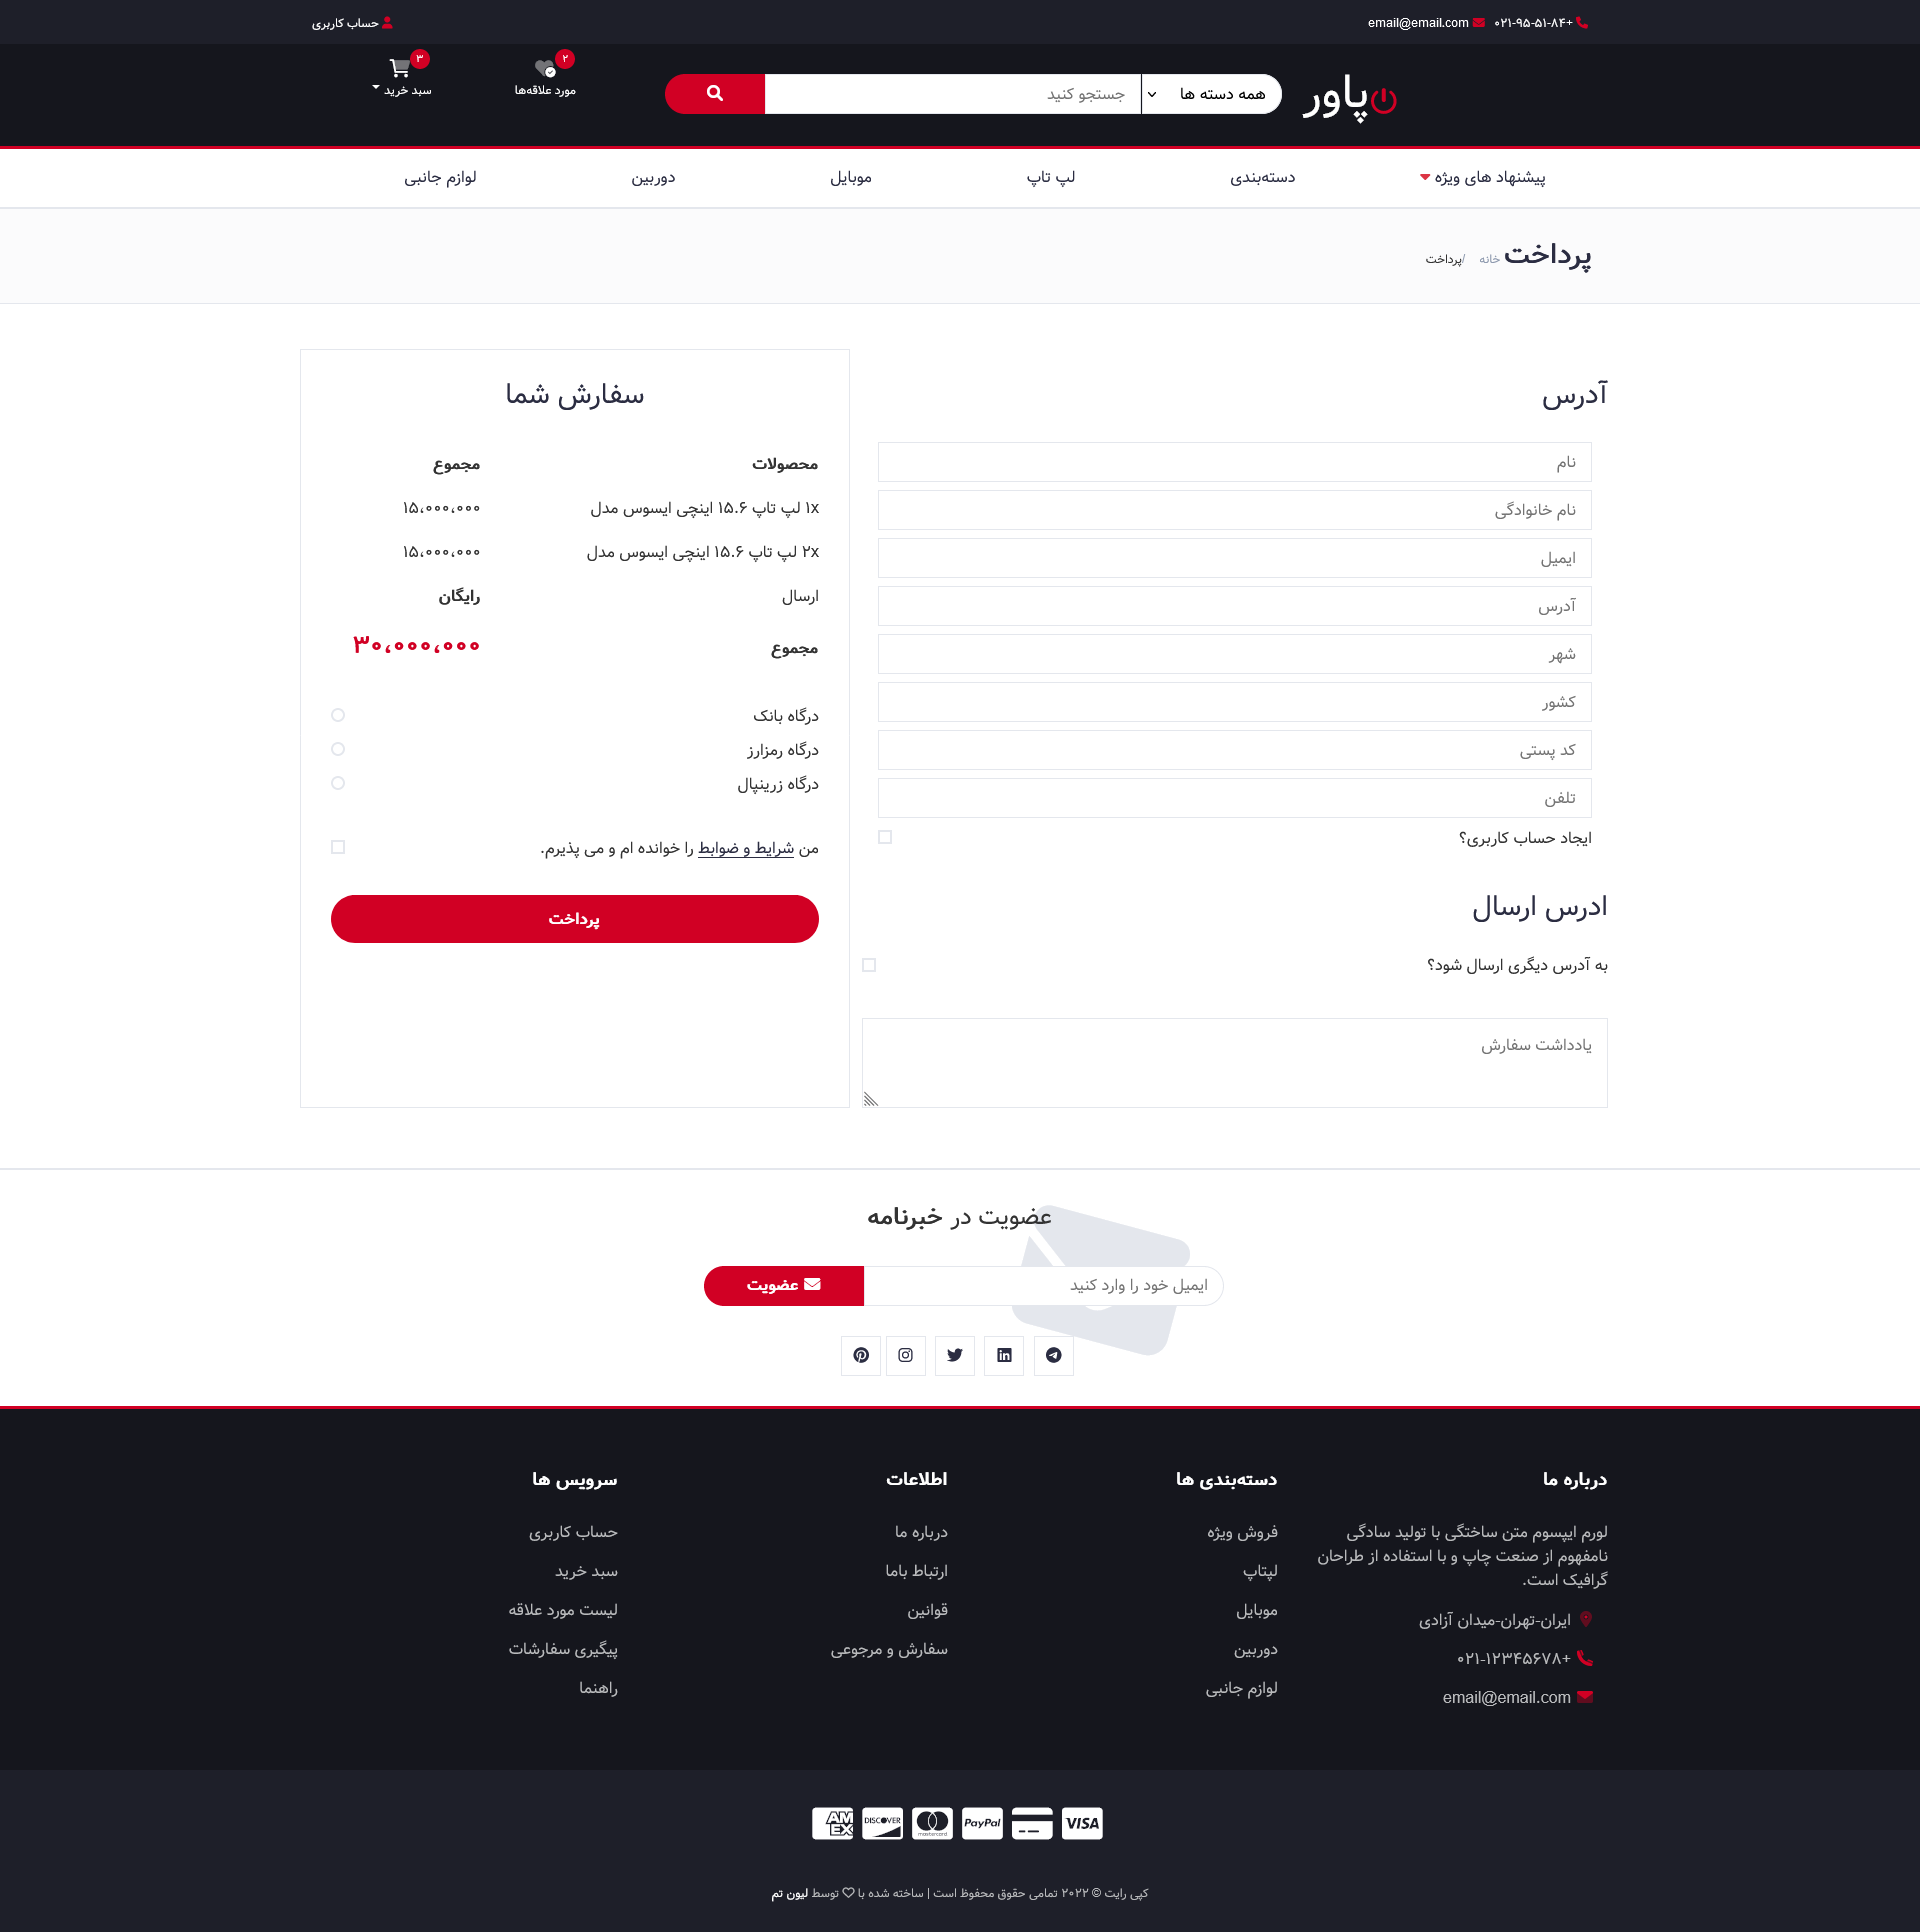 +۰۲۱-۹۵-۵۱-۸۴ email@email.com
حساب کاربری
پاور
همه دسته ها
جستجو کنید
۲
مورد علاقه‌ها
۳
سبد خرید
پیشنهاد های ویژه
دسته‌بندی
لپ تاپ
موبایل
دوربین
لوازم جانبی
پرداخت
خانه /پرداخت
آدرس
نام
نام خانوادگی
ایمیل
آدرس
شهر
کشور
کد پستی
تلفن
ایجاد حساب کاربری؟
ادرس ارسال
به آدرس دیگری ارسال شود؟
یادداشت سفارش
سفارش شما
محصولات مجموع
۱x لپ تاپ ۱۵.۶ اینچی ایسوس مدل ۱۵،۰۰۰،۰۰۰
۲x لپ تاپ ۱۵.۶ اینچی ایسوس مدل ۱۵،۰۰۰،۰۰۰
ارسال رایگان
مجموع ۳۰،۰۰۰،۰۰۰
درگاه بانک
درگاه رمزارز
درگاه زرینپال
من شرایط و ضوابط را خوانده ام و می پذیرم.
پرداخت
عضویت در خبرنامه
ایمیل خود را وارد کنید
عضویت
درباره ما
لورم ایپسوم متن ساختگی با تولید سادگی
نامفهوم از صنعت چاپ و با استفاده از طراحان
گرافیک است.
ایران-تهران-میدان آزادی
+۰۲۱-۱۲۳۴۵۶۷۸
email@email.com
دسته‌بندی ها
فروش ویژه
لپتاپ
موبایل
دوربین
لوازم جانبی
اطلاعات
درباره ما
ارتباط باما
قوانین
سفارش و مرجوعی
سرویس ها
حساب کاربری
سبد خرید
لیست مورد علاقه
پیگیری سفارشات
راهنما
VISA
PayPal
mastercard
DISCOVER
AMEX
کپی رایت © ۲۰۲۲ تمامی حقوق محفوظ است | ساخته شده با توسط لیون تم